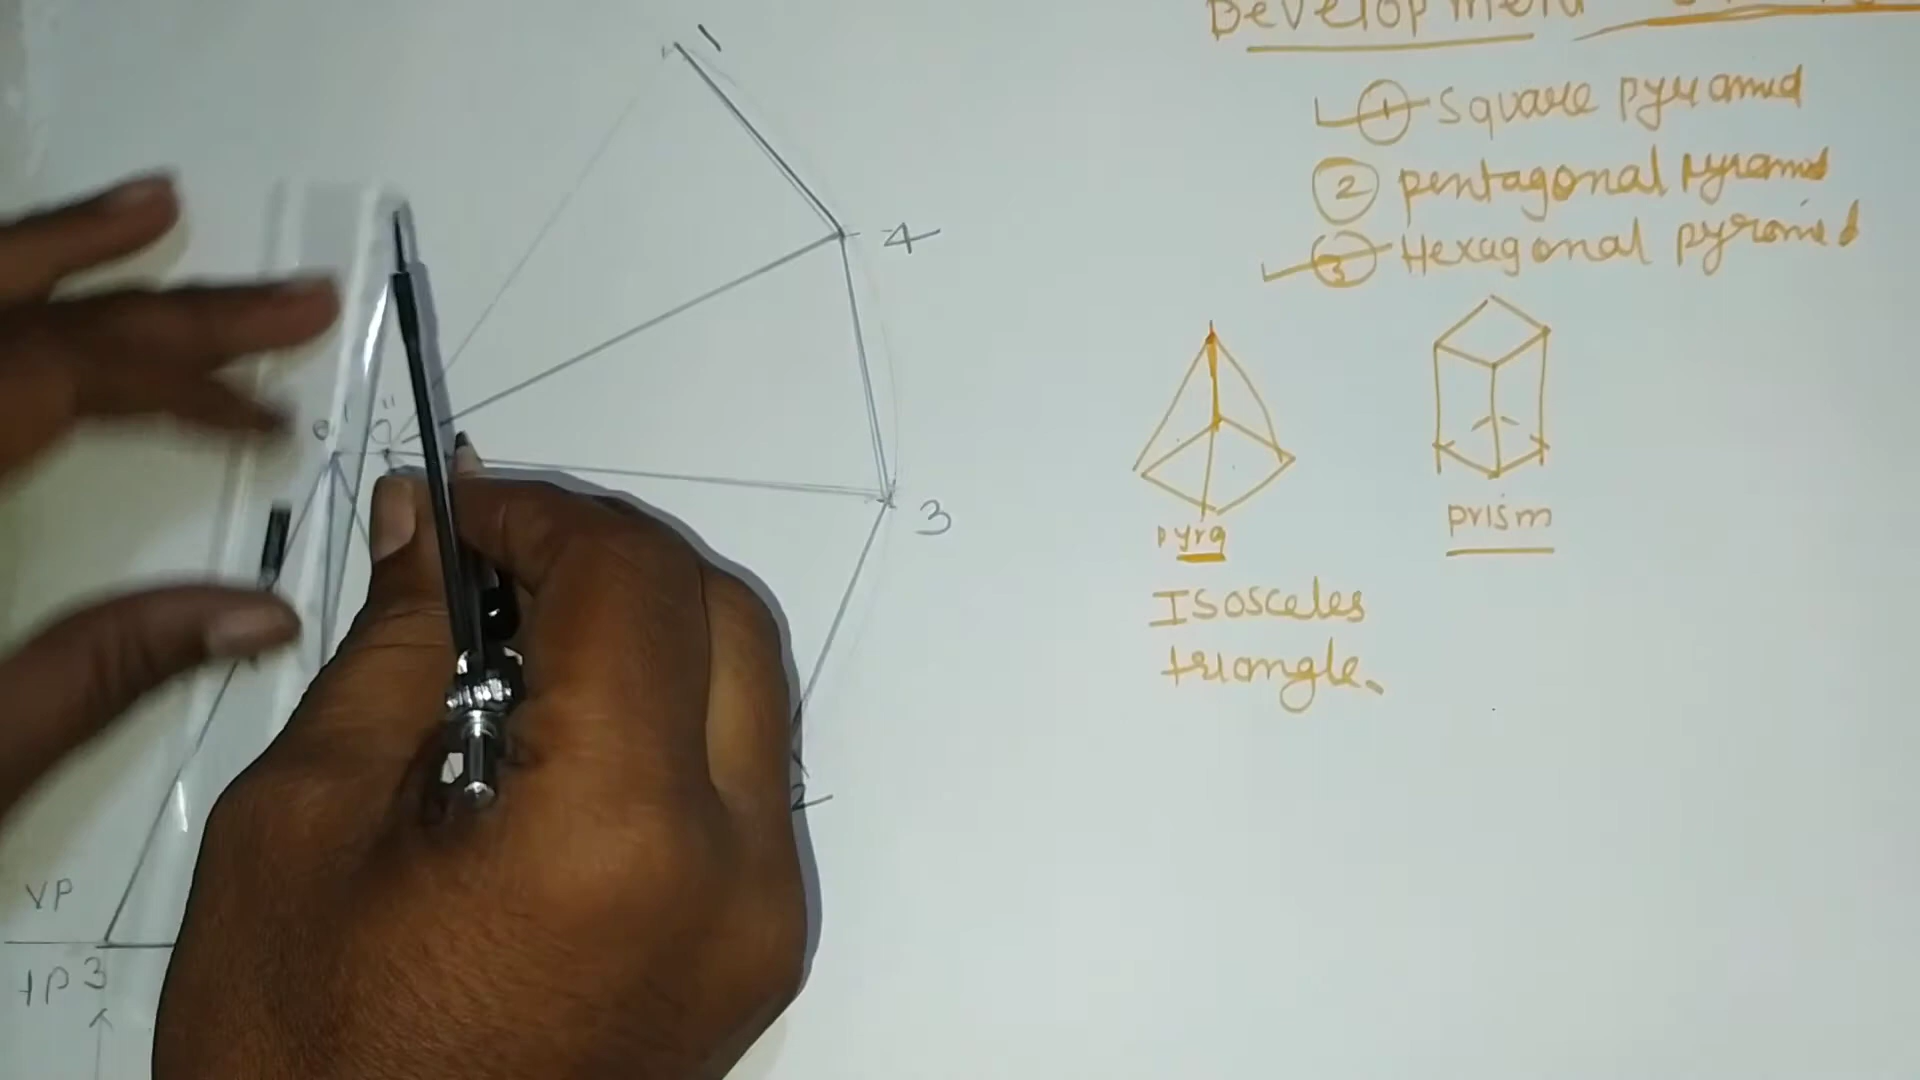 Development
① Square pyramid
② pentagonal pyramid
③ Hexagonal pyramid
pyra
prism
Isosceles
triangle.
1
4
o'
O"
3
2
VP
HP 3